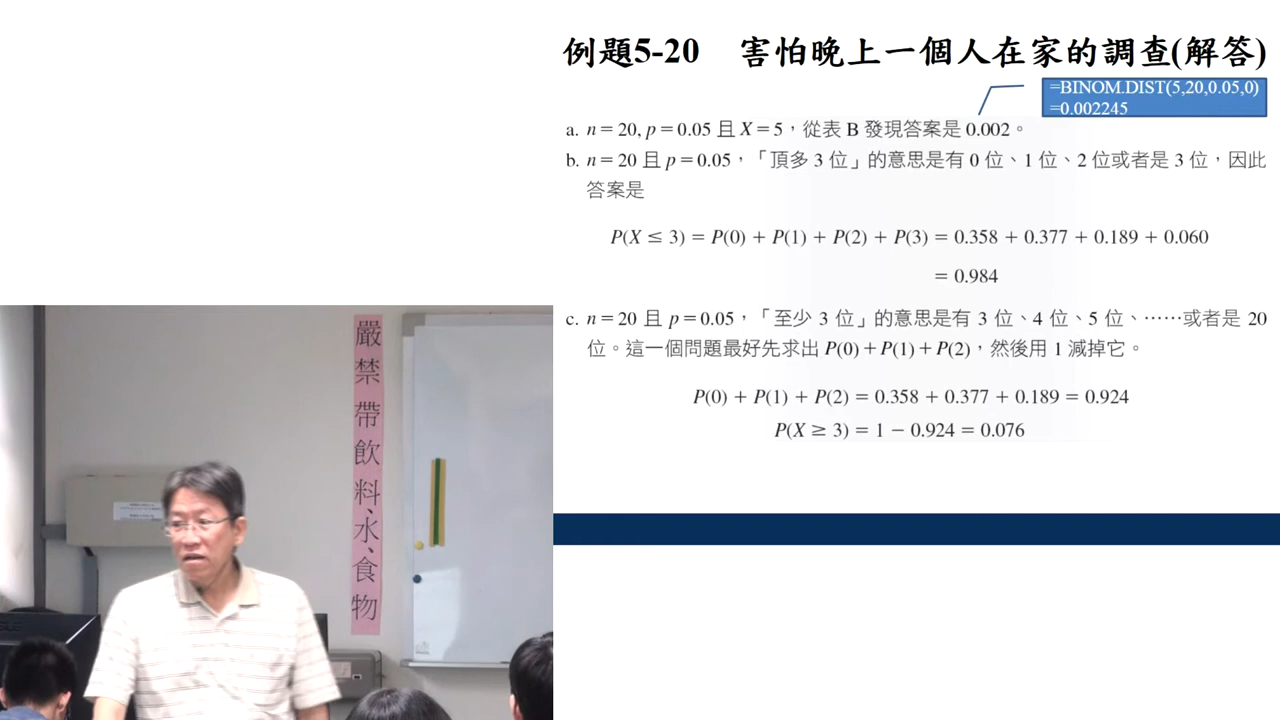 例題5-20 害怕晚上一個人在家的調查(解答)
=BINOM.DIST(5,20,0.05,0)
=0.002245
a. n = 20, p = 0.05 且 X = 5，從表 B 發現答案是 0.002。
b. n = 20 且 p = 0.05，「頂多 3 位」的意思是有 0 位、1 位、2 位或者是 3 位，因此
答案是
P(X ≤ 3) = P(0) + P(1) + P(2) + P(3) = 0.358 + 0.377 + 0.189 + 0.060
= 0.984
c. n = 20 且 p = 0.05，「至少 3 位」的意思是有 3 位、4 位、5 位、……或者是 20
位。這一個問題最好先求出 P(0) + P(1) + P(2)，然後用 1 減掉它。
P(0) + P(1) + P(2) = 0.358 + 0.377 + 0.189 = 0.924
P(X ≥ 3) = 1 − 0.924 = 0.076
嚴禁帶飲料、水、食物